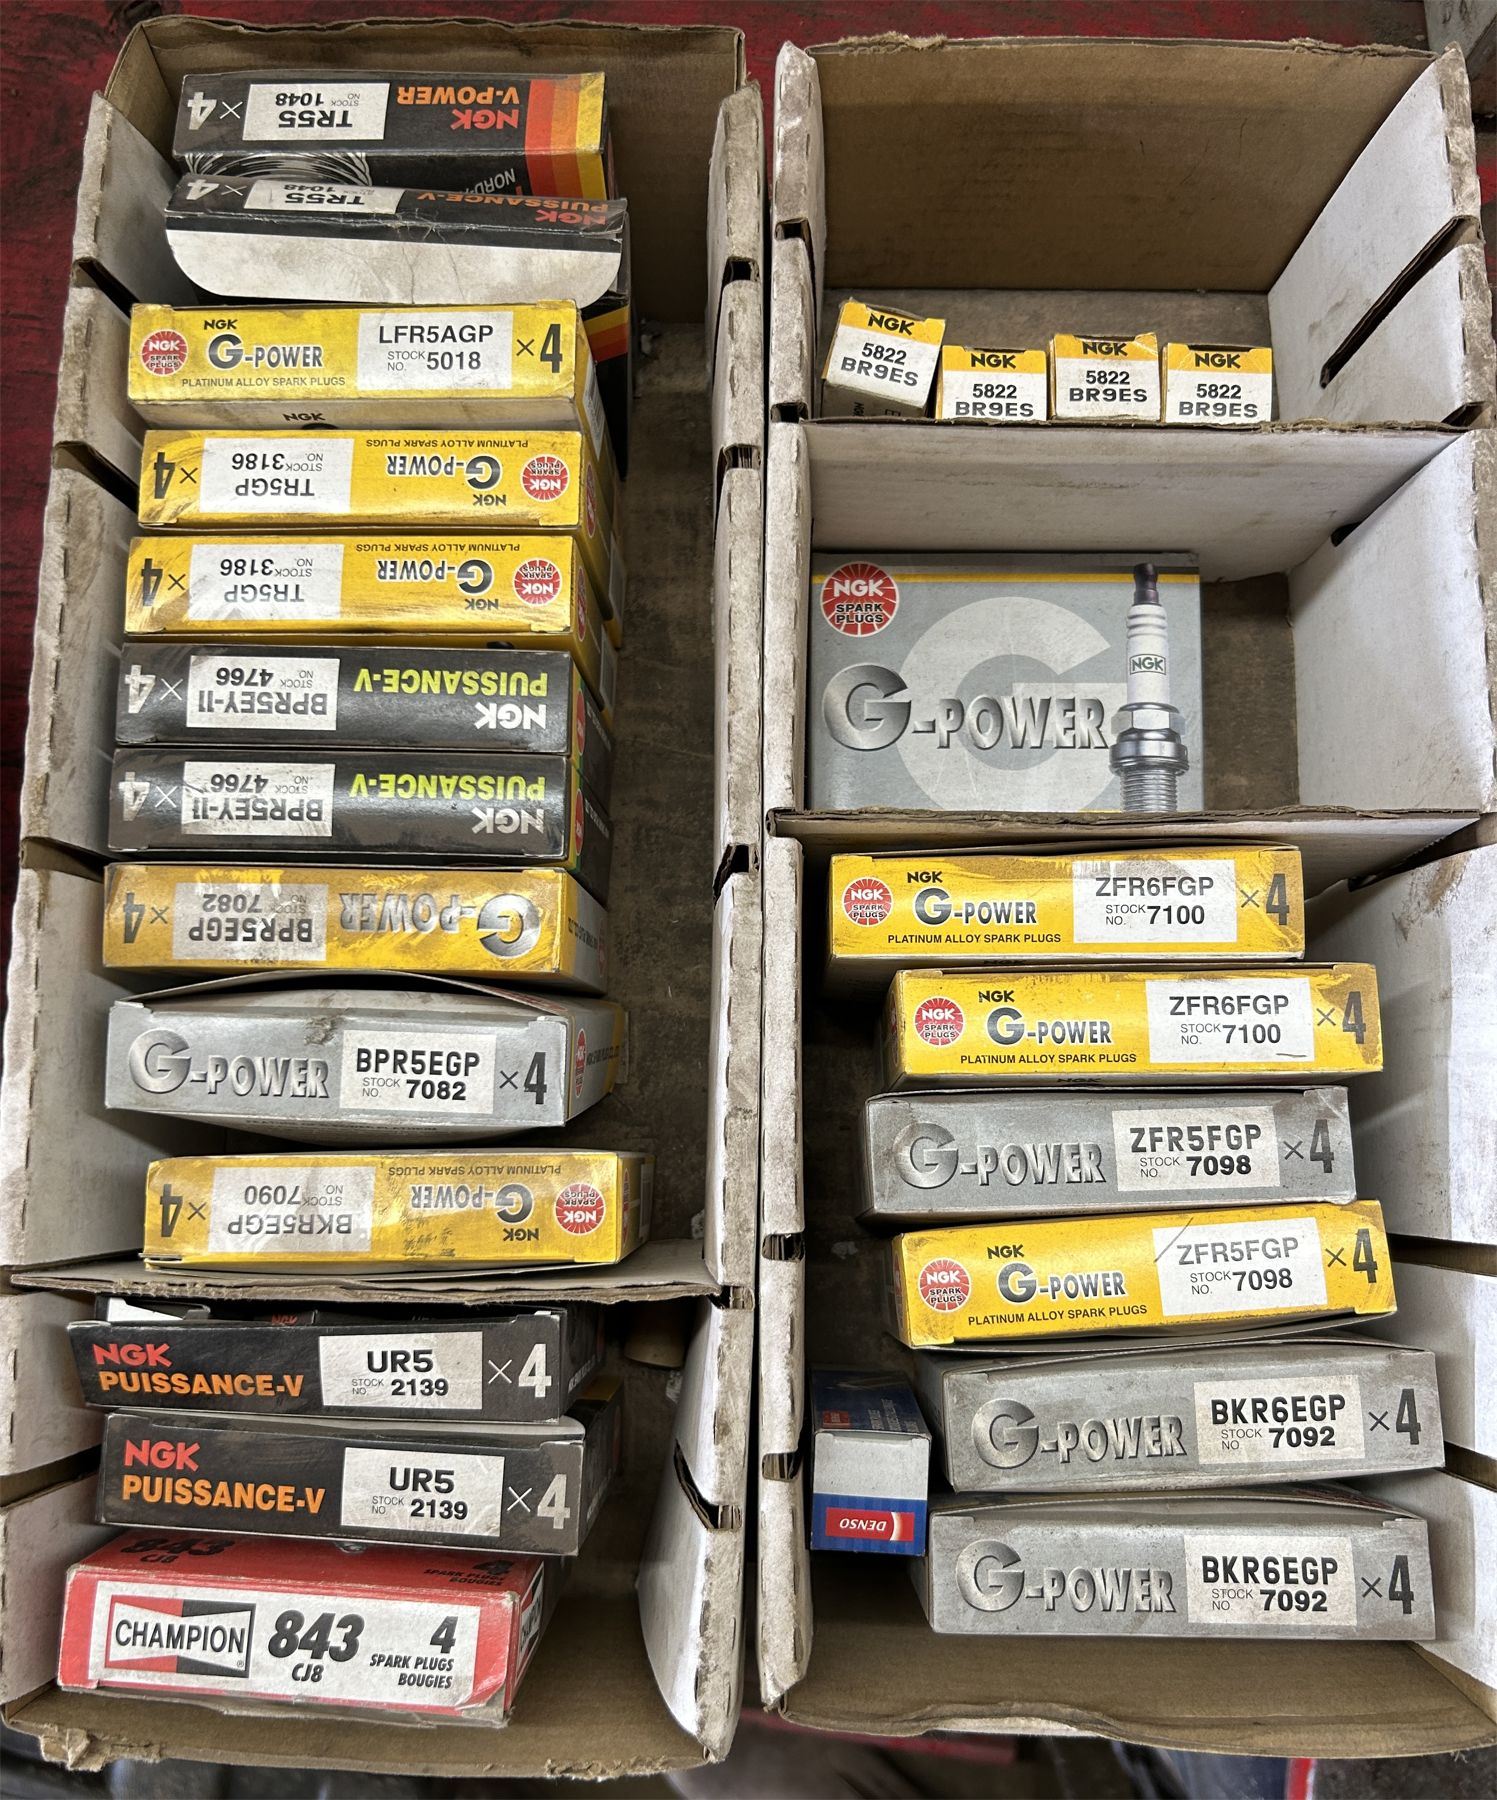 NGK
V-POWER
TR55
STOCK NO. 1048
×4
NGK
PUISSANCE-V
TR55
STOCK 1048
×4
NGK
SPARK PLUGS
NGK
G-POWER
PLATINUM ALLOY SPARK PLUGS
LFR5AGP
STOCK NO. 5018
×4
NGK
NGK
SPARK PLUGS
NGK
G-POWER
PLATINUM ALLOY SPARK PLUGS
TR5GP
STOCK NO. 3186
×4
NGK
SPARK PLUGS
NGK
G-POWER
PLATINUM ALLOY SPARK PLUGS
TR5GP
STOCK NO. 3186
×4
NGK
PUISSANCE-V
BPR5EY-11
STOCK NO. 4766
×4
NGK
PUISSANCE-V
BPR5EY-11
STOCK NO. 4766
×4
G-POWER
BPR5EGP
STOCK NO. 7082
×4
G-POWER
BPR5EGP
STOCK NO. 7082
×4
NGK
SPARK PLUGS
NGK
G-POWER
PLATINUM ALLOY SPARK PLUGS
BKR5EGP
STOCK NO. 7090
×4
NGK
PUISSANCE-V
UR5
STOCK NO. 2139
×4
NGK
PUISSANCE-V
UR5
STOCK NO. 2139
×4
843
CJ8
4
SPARK PLUGS
BOUGIES
CHAMPION
843
CJ8
4
SPARK PLUGS
BOUGIES
NGK
5822
BR9ES
NGK
5822
BR9ES
NGK
5822
BR9ES
NGK
5822
BR9ES
NGK
SPARK
PLUGS
G-POWER
NGK
NGK
SPARK PLUGS
NGK
G-POWER
PLATINUM ALLOY SPARK PLUGS
ZFR6FGP
STOCK NO. 7100
×4
NGK
SPARK PLUGS
NGK
G-POWER
PLATINUM ALLOY SPARK PLUGS
ZFR6FGP
STOCK NO. 7100
×4
G-POWER
ZFR5FGP
STOCK NO. 7098
×4
NGK
SPARK PLUGS
NGK
G-POWER
PLATINUM ALLOY SPARK PLUGS
ZFR5FGP
STOCK NO. 7098
×4
G-POWER
BKR6EGP
STOCK NO 7092
×4
DENSO
G-POWER
BKR6EGP
STOCK NO 7092
×4